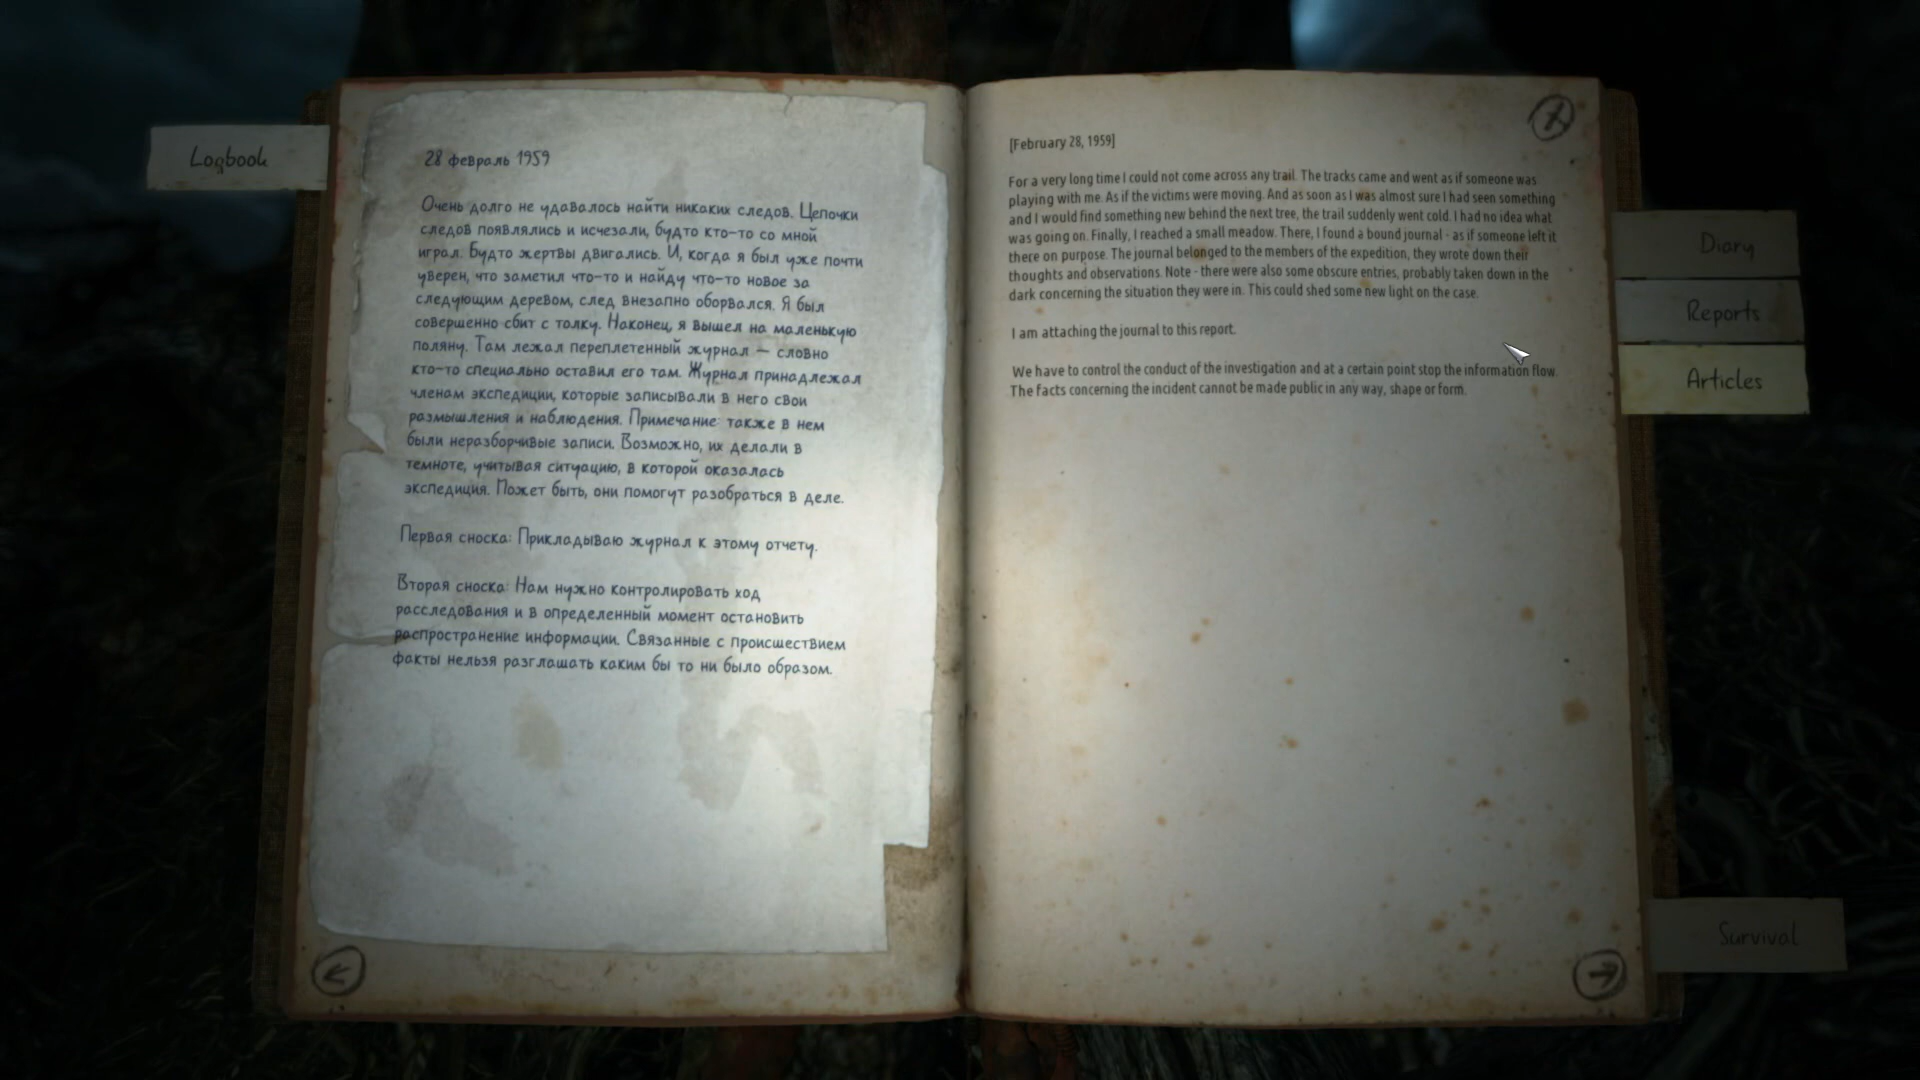 Logbook
28 февраль 1959
Очень долго не удавалось найти никаких следов. Цепочки
следов появлялись и исчезали, будто кто-то со мной
играл. Будто жертвы двигались. И, когда я был уже почти
уверен, что заметил что-то и найду что-то новое за
следующим деревом, след внезапно оборвался. Я был
совершенно сбит с толку. Наконец, я вышел на маленькую
поляну. Там лежал переплетенный журнал — словно
кто-то специально оставил его там. Журнал принадлежал
членам экспедиции, которые записывали в него свои
размышления и наблюдения. Примечание: также в нем
были неразборчивые записи. Возможно, их делали в
темноте, учитывая ситуацию, в которой оказалась
экспедиция. Может быть, они помогут разобраться в деле.
Первая сноска: Прикладываю журнал к этому отчету.
Вторая сноска: Нам нужно контролировать ход
расследования и в определенный момент остановить
распространение информации. Связанные с происшествием
факты нельзя разглашать каким бы то ни было образом.
[February 28, 1959]
For a very long time I could not come across any trail. The tracks came and went as if someone was
playing with me. As if the victims were moving. And as soon as I was almost sure I had seen something
and I would find something new behind the next tree, the trail suddenly went cold. I had no idea what
was going on. Finally, I reached a small meadow. There, I found a bound journal - as if someone left it
there on purpose. The journal belonged to the members of the expedition, they wrote down their
thoughts and observations. Note - there were also some obscure entries, probably taken down in the
dark concerning the situation they were in. This could shed some new light on the case.
I am attaching the journal to this report.
We have to control the conduct of the investigation and at a certain point stop the information flow.
The facts concerning the incident cannot be made public in any way, shape or form.
Diary
Reports
Articles
Survival